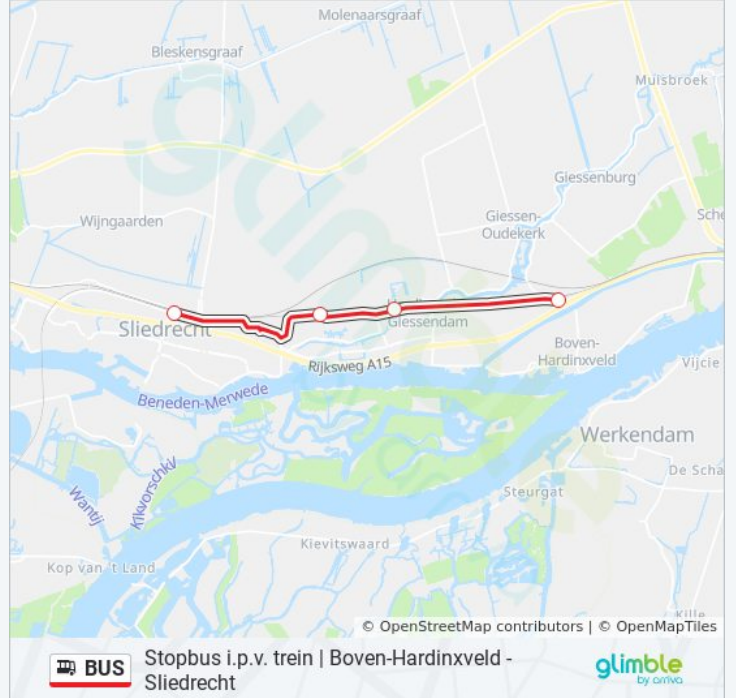 Molenaarsgraaf
Bleskensgraaf
Muisbroek
Giessenburg
Wijngaarden
Giessen-
Oudekerk
Sche
Giessendam
Sliedrecht
Boven-
Hardinxveld
Rijksweg A15
Vijcie
Beneden-Merwede
Werkendam
De Scha
Kikvorschkil
Wantij
Steurgat
Kievitswaard
Kop van 't Land
Kille
© OpenStreetMap contributors | © OpenMapTiles
BUS
Stopbus i.p.v. trein | Boven-Hardinxveld -
Sliedrecht
glimble
by arriva